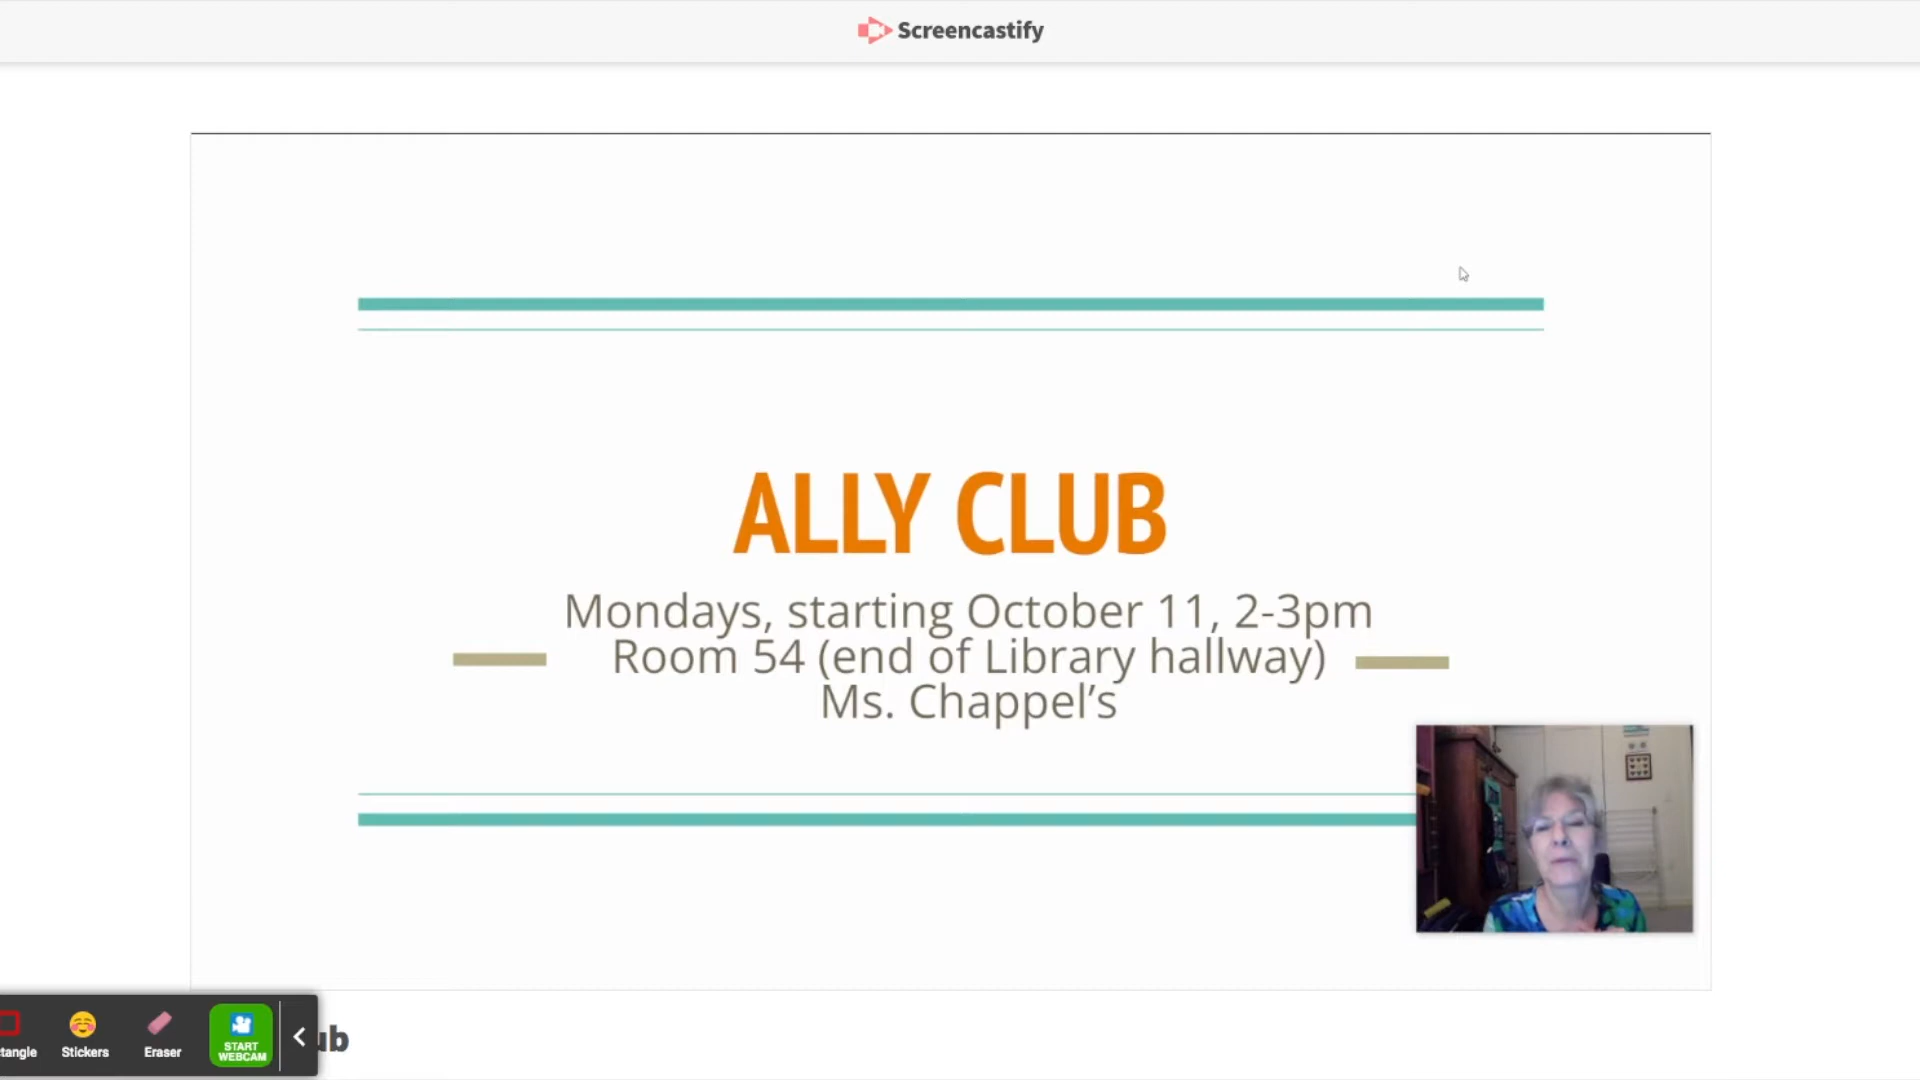 Screencastify
ALLY CLUB
Mondays, starting October 11, 2-3pm
Room 54 (end of Library hallway)
Ms. Chappel’s
tangle
Stickers
Eraser
START
WEBCAM
ub